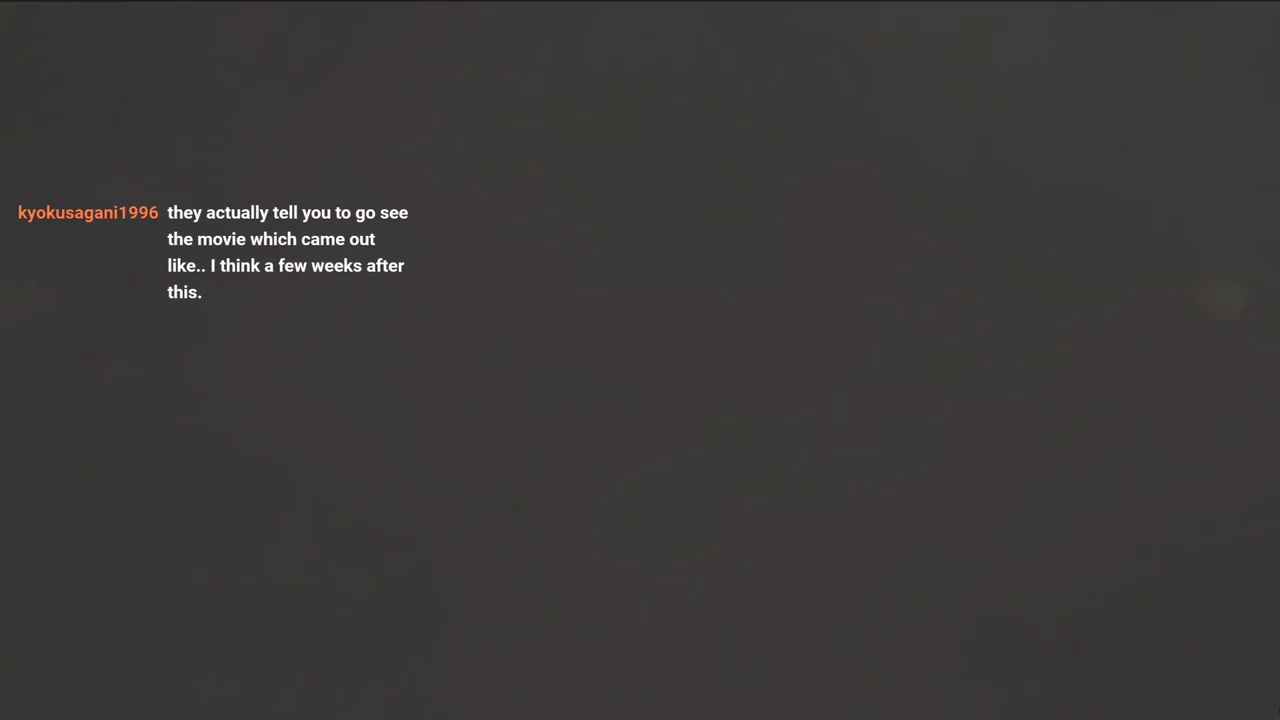 kyokusagani1996 they actually tell you to go see
the movie which came out
like.. I think a few weeks after
this.